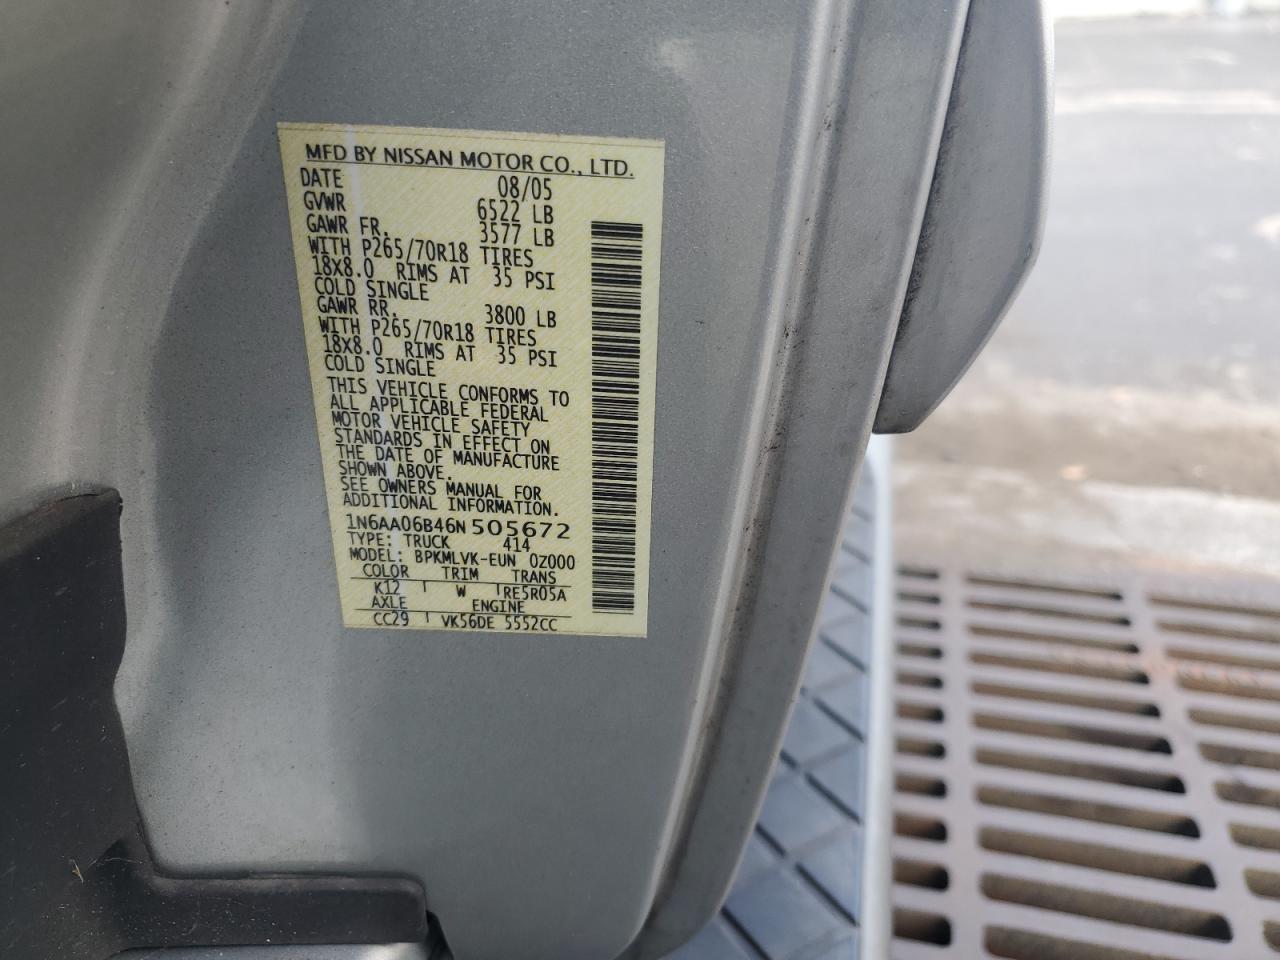 MFD BY NISSAN MOTOR CO., LTD.
DATE 08/05
GVWR 6522 LB
GAWR FR. 3577 LB
WITH P265/70R18 TIRES
18X8.0 RIMS AT 35 PSI
COLD SINGLE
GAWR RR. 3800 LB
WITH P265/70R18 TIRES
18X8.0 RIMS AT 35 PSI
COLD SINGLE
THIS VEHICLE CONFORMS TO
ALL APPLICABLE FEDERAL
MOTOR VEHICLE SAFETY
STANDARDS IN EFFECT ON
THE DATE OF MANUFACTURE
SHOWN ABOVE.
SEE OWNERS MANUAL FOR
ADDITIONAL INFORMATION.
1N6AA06B46N505672
TYPE: TRUCK 414
MODEL: BPKMLVK-EUN 0Z000
COLOR TRIM TRANS
K12 W RE5R05A
AXLE ENGINE
CC29 VK56DE 5552CC